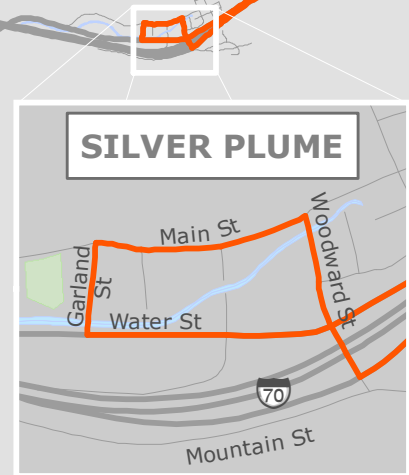 SILVER PLUME
Main St
Woodward St
Garland
St
Water St
70
Mountain St